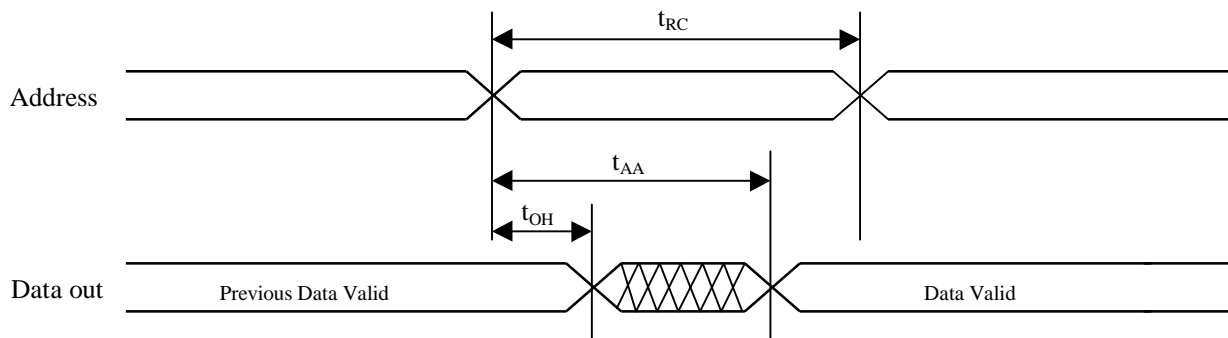 tRC
Address
tAA
tOH
Data out
Previous Data Valid
Data Valid